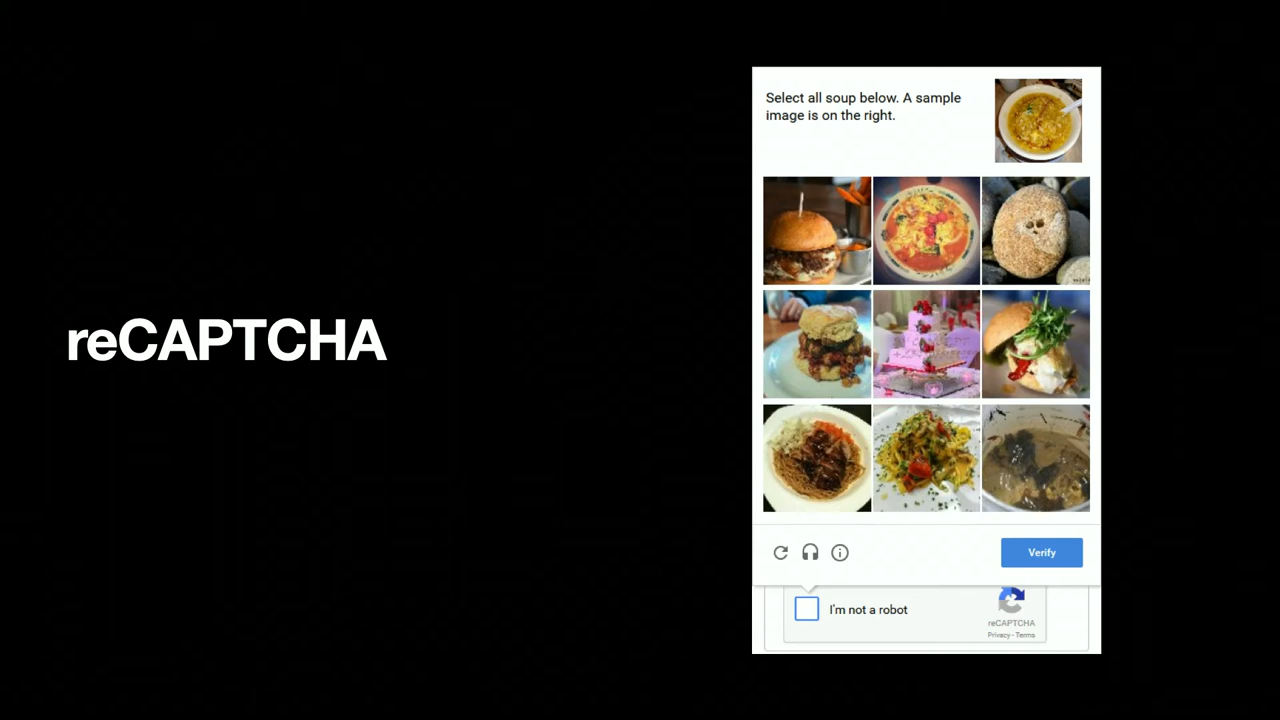 reCAPTCHA
Select all soup below. A sample
image is on the right.
Verify
I'm not a robot
reCAPTCHA
Privacy - Terms